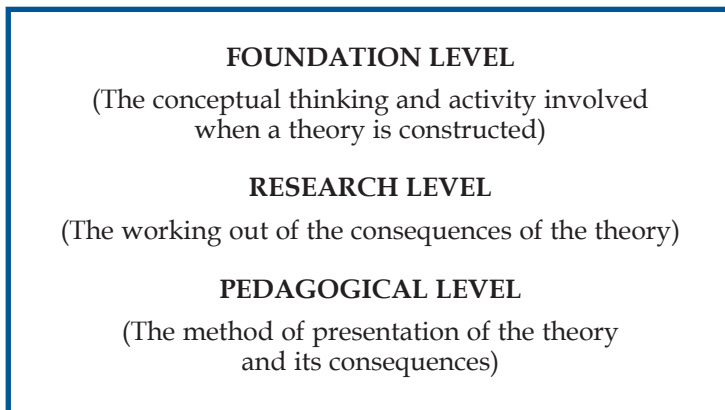 FOUNDATION LEVEL
(The conceptual thinking and activity involved
when a theory is constructed)
RESEARCH LEVEL
(The working out of the consequences of the theory)
PEDAGOGICAL LEVEL
(The method of presentation of the theory
and its consequences)